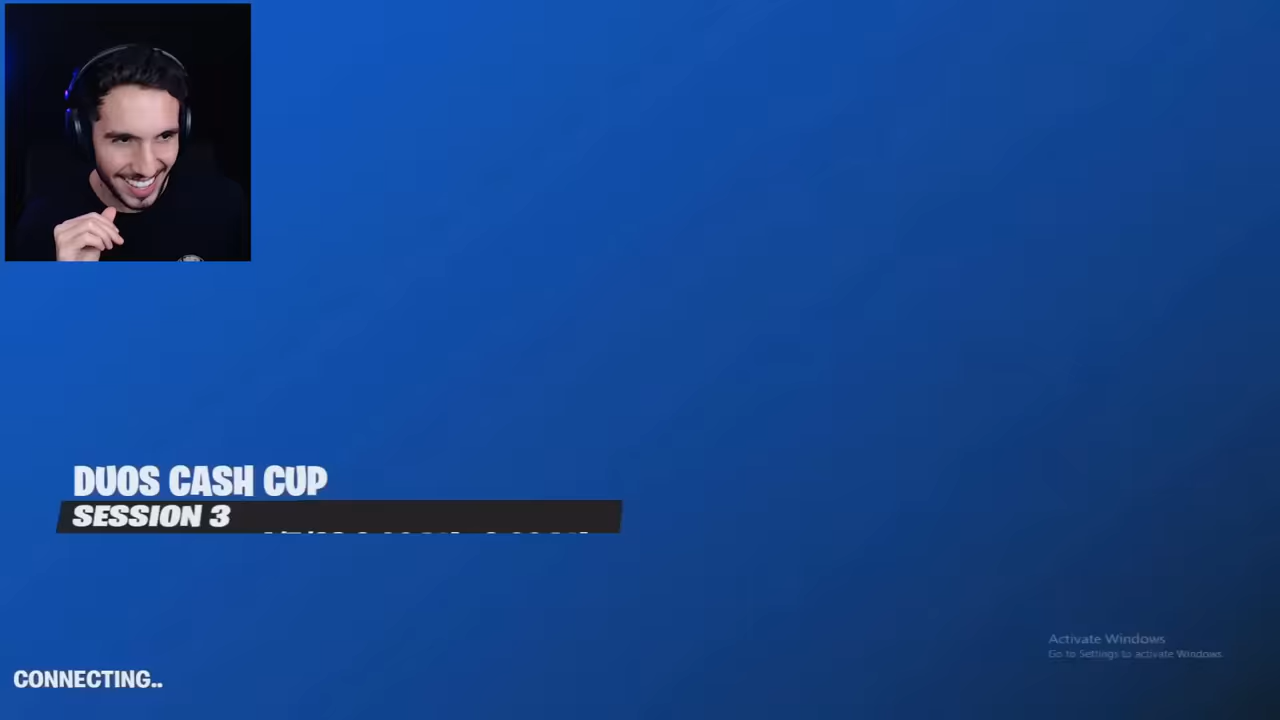 DUOS CASH CUP
SESSION 3
CONNECTING..
Activate Windows
Go to Settings to activate Windows.